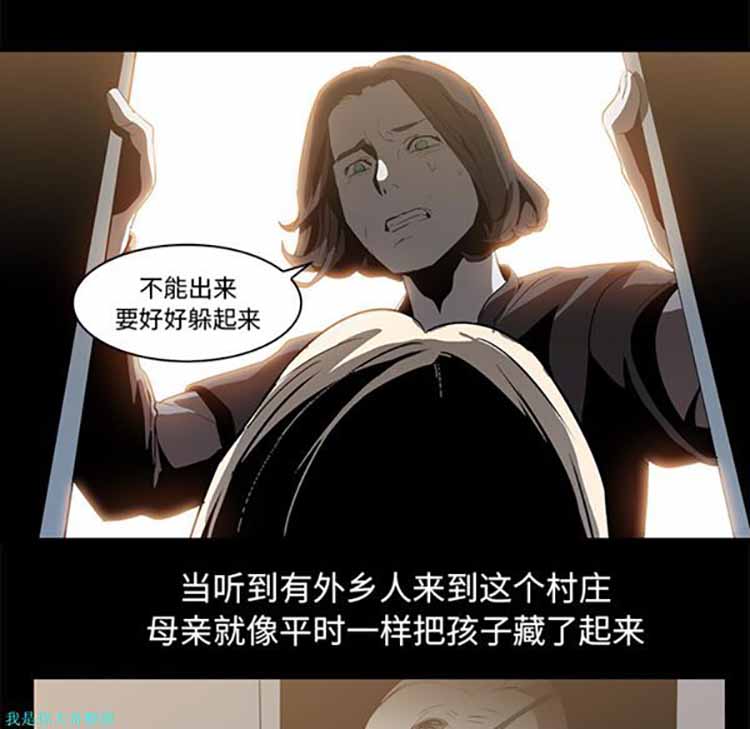 不能出来
要好好躲起来
当听到有外乡人来到这个村庄
母亲就像平时一样把孩子藏了起来
我是